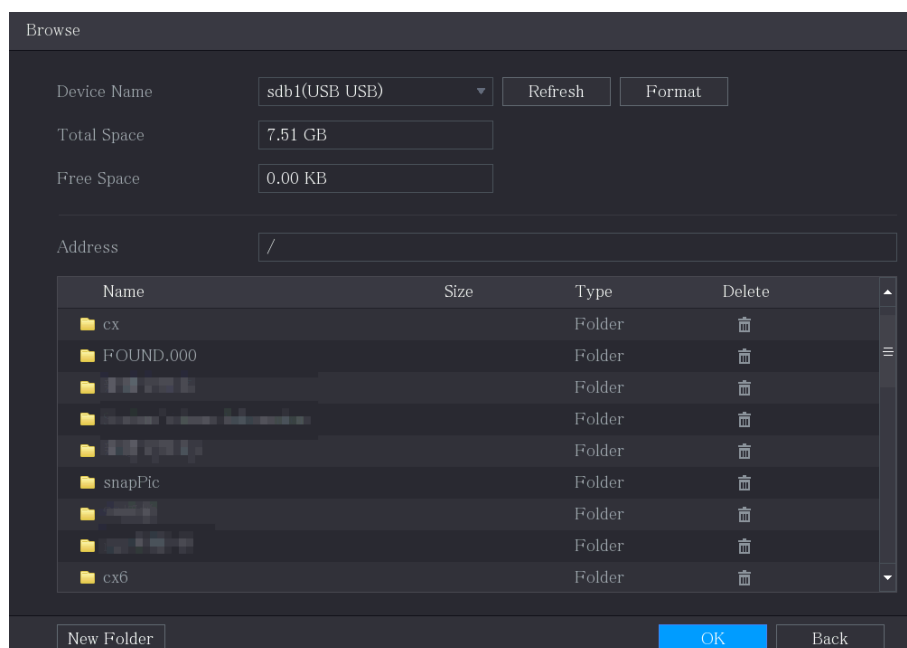 Browse
Device Name sdb1(USB USB) Refresh Format
Total Space 7.51 GB
Free Space 0.00 KB
Address /
Name Size Type Delete
cx Folder
FOUND.000 Folder
Folder
Folder
Folder
snapPic Folder
Folder
Folder
cx6 Folder
New Folder OK Back